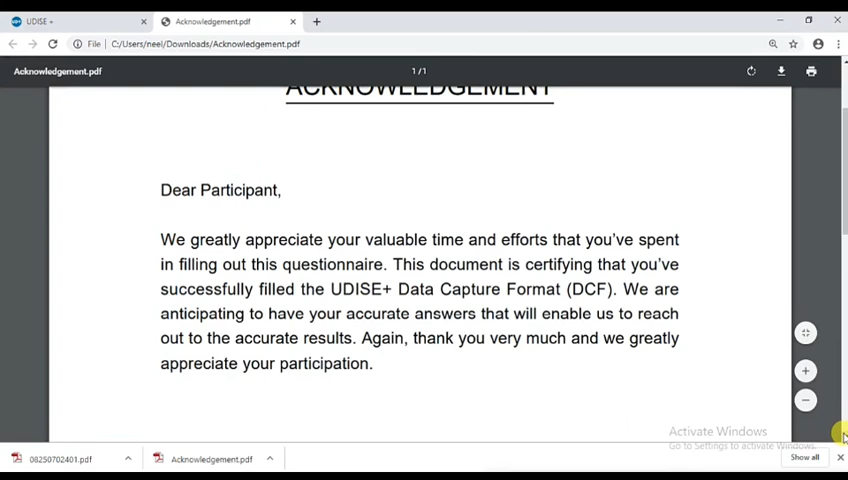 UDISE +
Acknowledgement.pdf
File
C:/Users/neel/Downloads/Acknowledgement.pdf
Acknowledgement.pdf
1/1
ACKNOWLEDGEMENT
Dear Participant,
We greatly appreciate your valuable time and efforts that you've spent
in filling out this questionnaire. This document is certifying that you've
successfully filled the UDISE+ Data Capture Format (DCF). We are
anticipating to have your accurate answers that will enable us to reach
out to the accurate results. Again, thank you very much and we greatly
appreciate your participation.
Activate Windows
Go to Settings to activate Windows.
08250702401.pdf
Acknowledgement.pdf
Show all